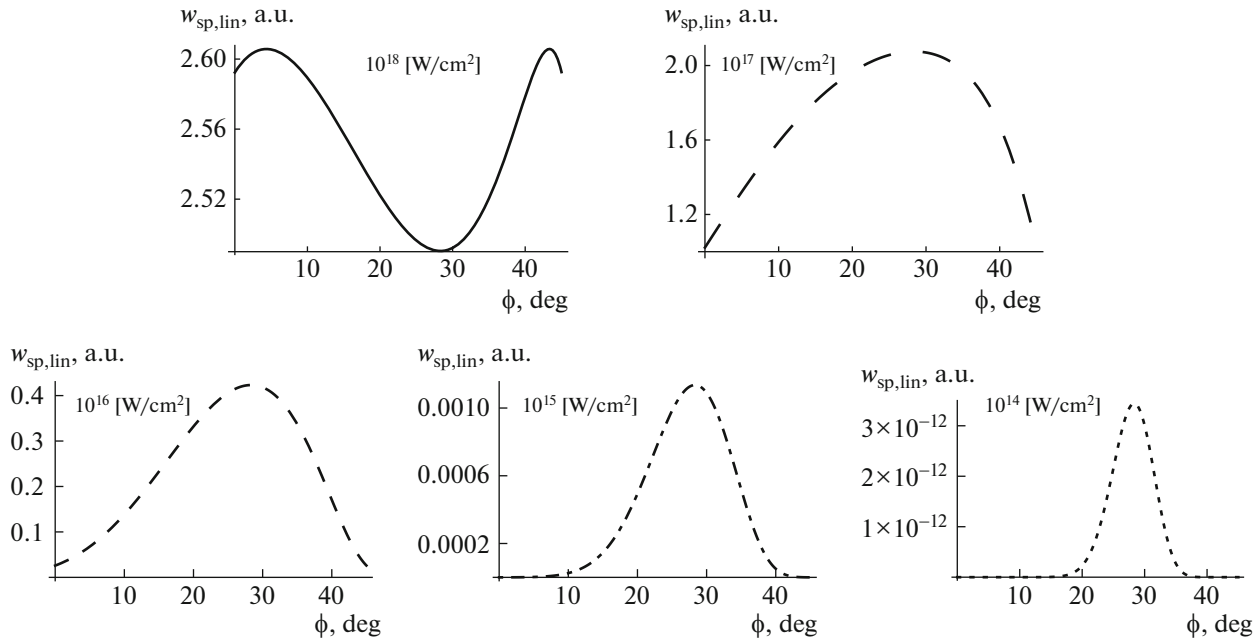 w_sp,lin, a.u.
10^18 [W/cm^2]
2.60
2.56
2.52
10 20 30 40
ϕ, deg
w_sp,lin, a.u.
10^17 [W/cm^2]
2.0
1.6
1.2
10 20 30 40
ϕ, deg
w_sp,lin, a.u.
10^16 [W/cm^2]
0.4
0.3
0.2
0.1
10 20 30 40
ϕ, deg
w_sp,lin, a.u.
10^15 [W/cm^2]
0.0010
0.0006
0.0002
10 20 30 40
ϕ, deg
w_sp,lin, a.u.
10^14 [W/cm^2]
3×10^−12
2×10^−12
1×10^−12
10 20 30 40
ϕ, deg